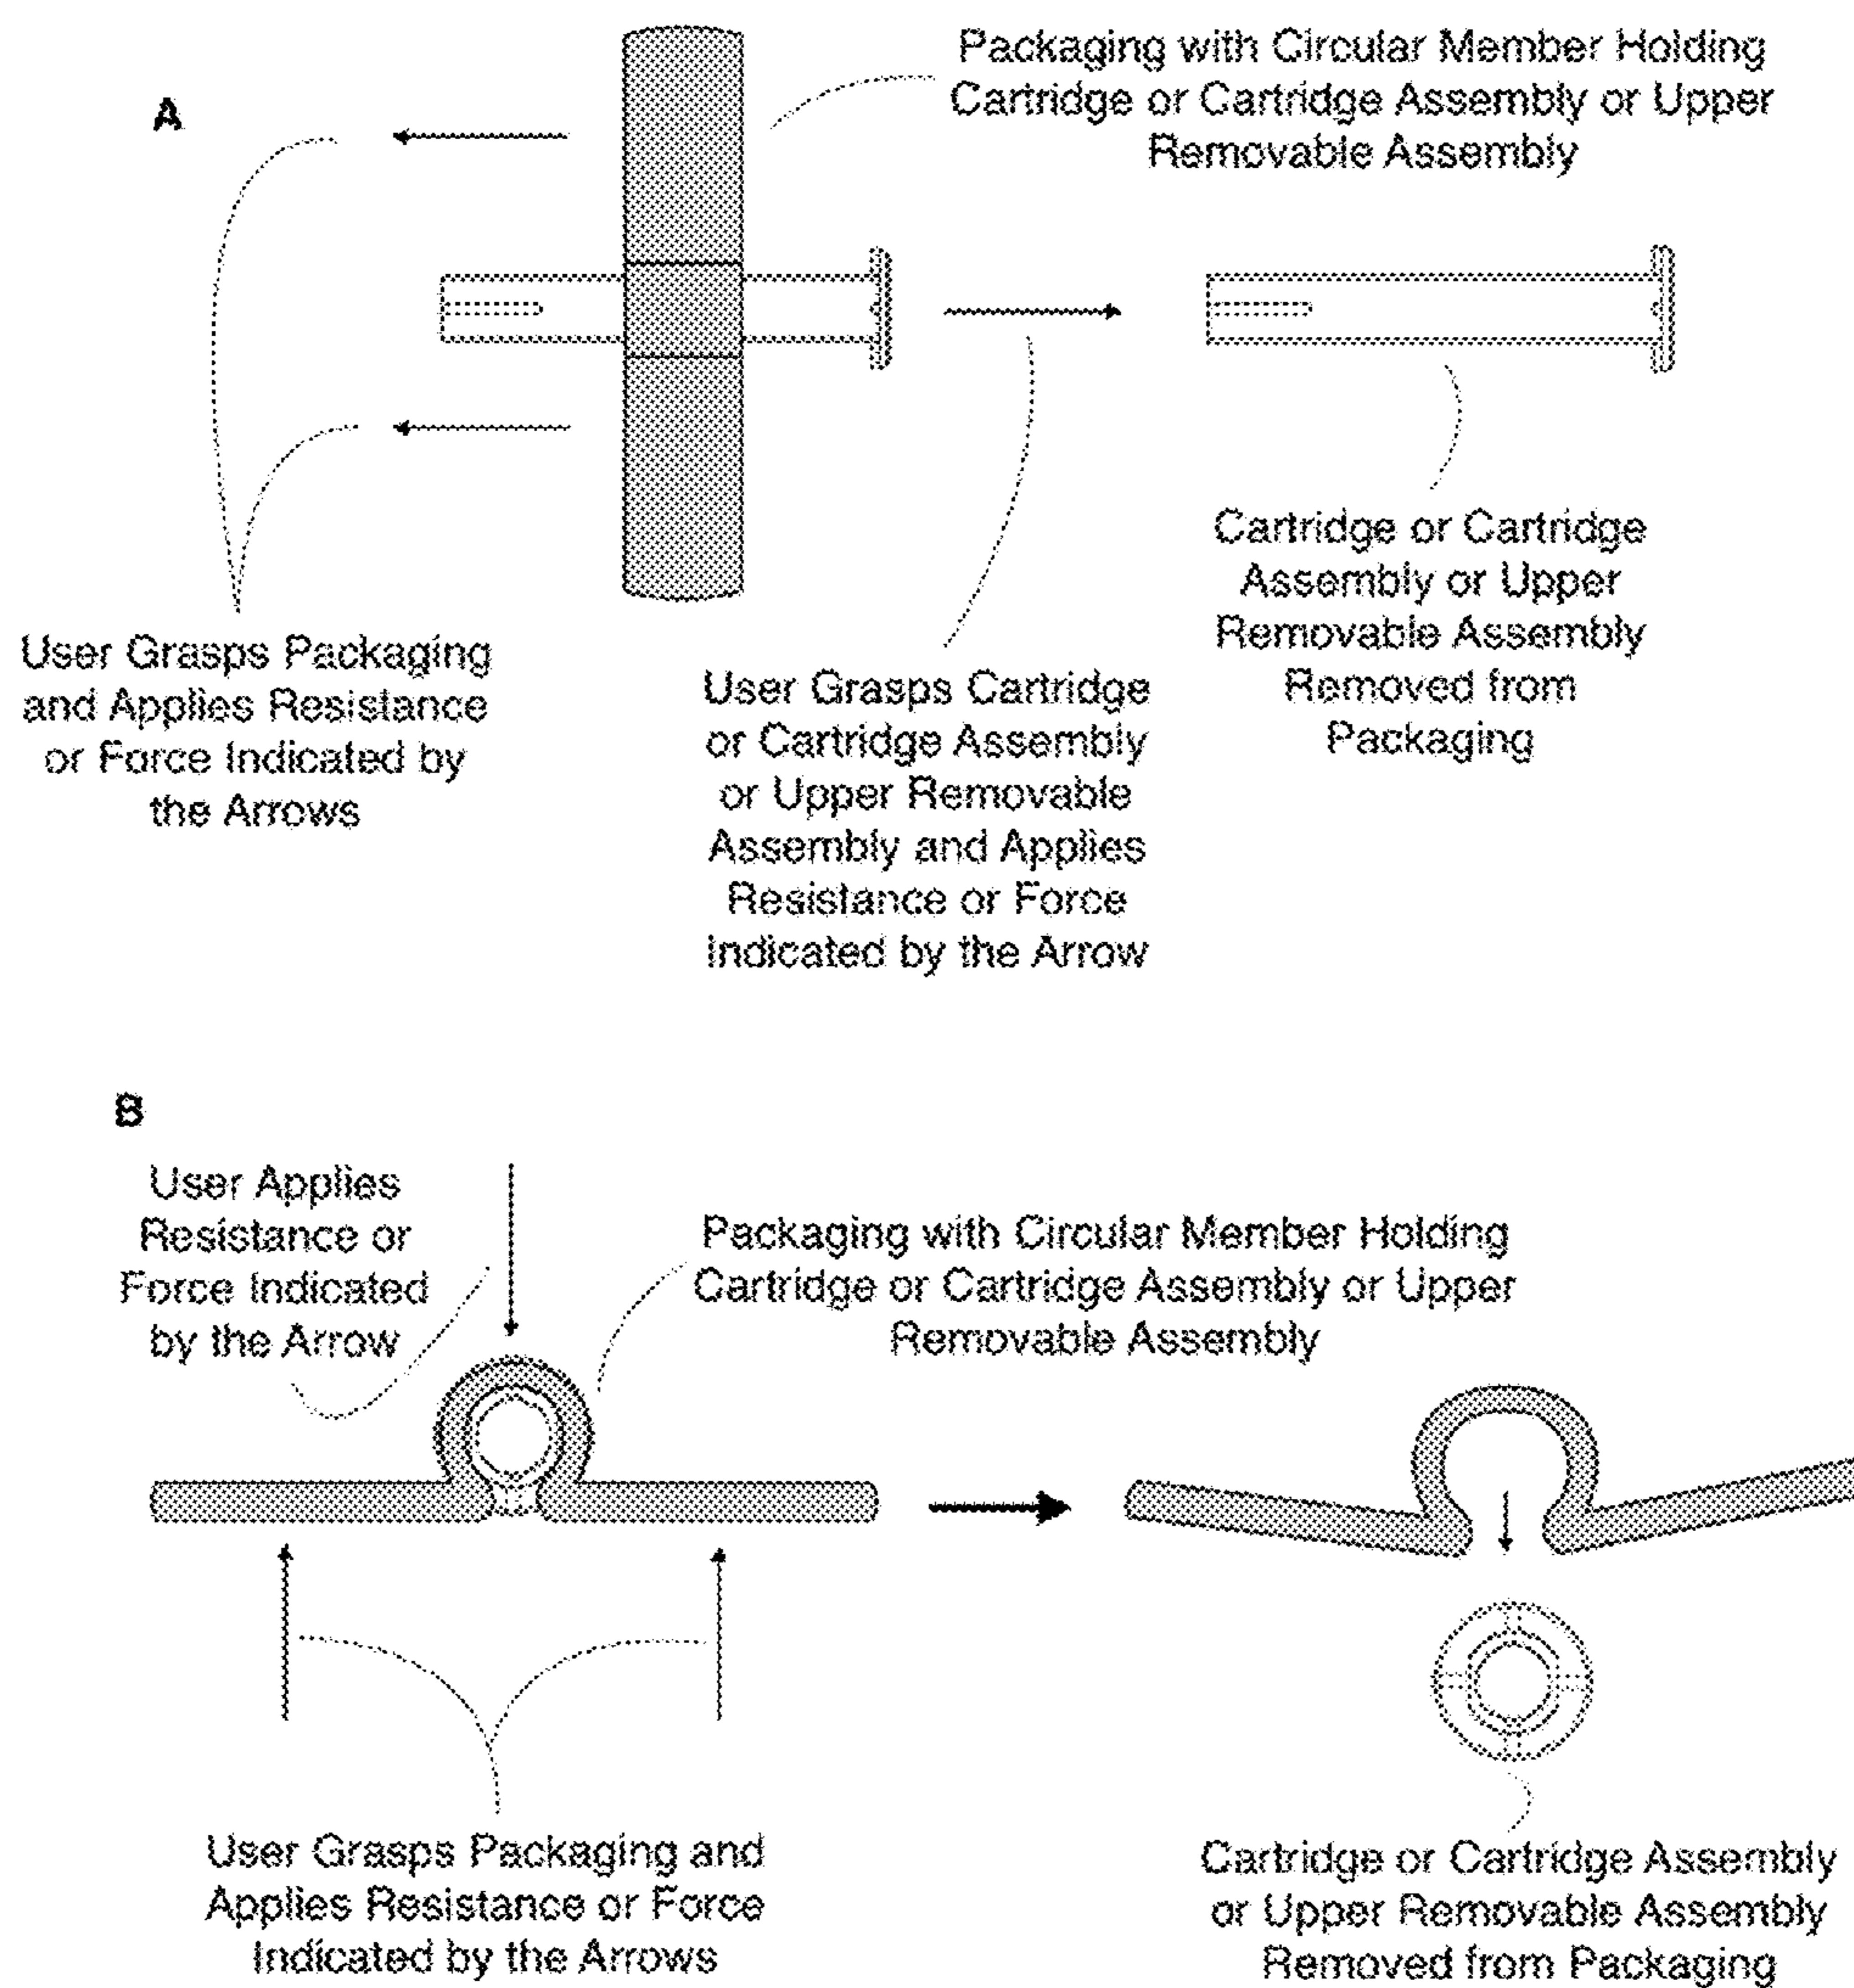 A
Packaging with Circular Member Holding
Cartridge or Cartridge Assembly or Upper
Removable Assembly
User Grasps Packaging
and Applies Resistance
or Force Indicated by
the Arrows
User Grasps Cartridge
or Cartridge Assembly
or Upper Removable
Assembly and Applies
Resistance or Force
Indicated by the Arrow
Cartridge or Cartridge
Assembly or Upper
Removable Assembly
Removed from
Packaging
B
User Applies
Resistance or
Force Indicated
by the Arrow
Packaging with Circular Member Holding
Cartridge or Cartridge Assembly or Upper
Removable Assembly
User Grasps Packaging and
Applies Resistance or Force
Indicated by the Arrows
Cartridge or Cartridge Assembly
or Upper Removable Assembly
Removed from Packaging